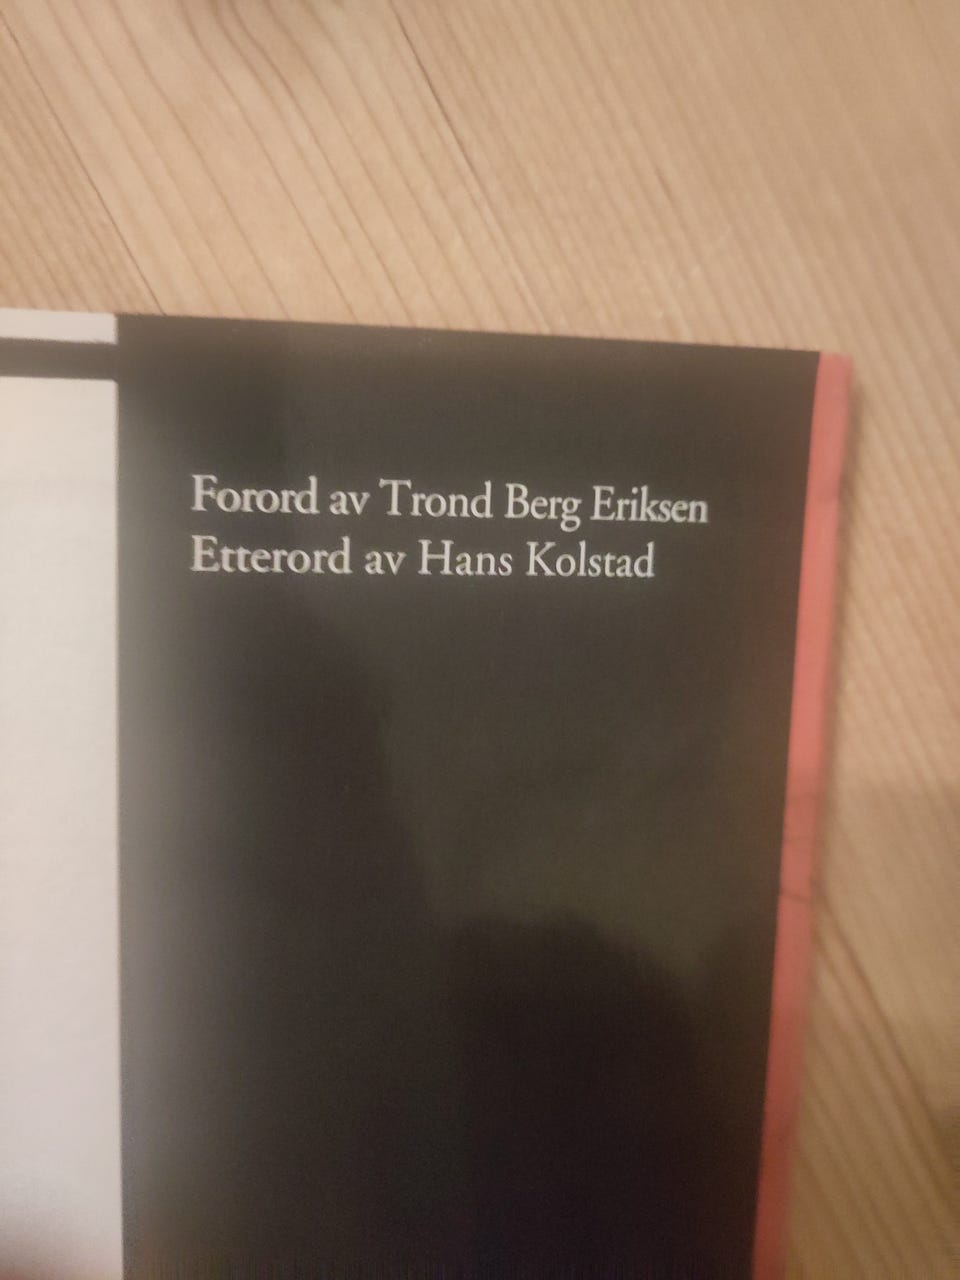 Forord av Trond Berg Eriksen
Etterord av Hans Kolstad